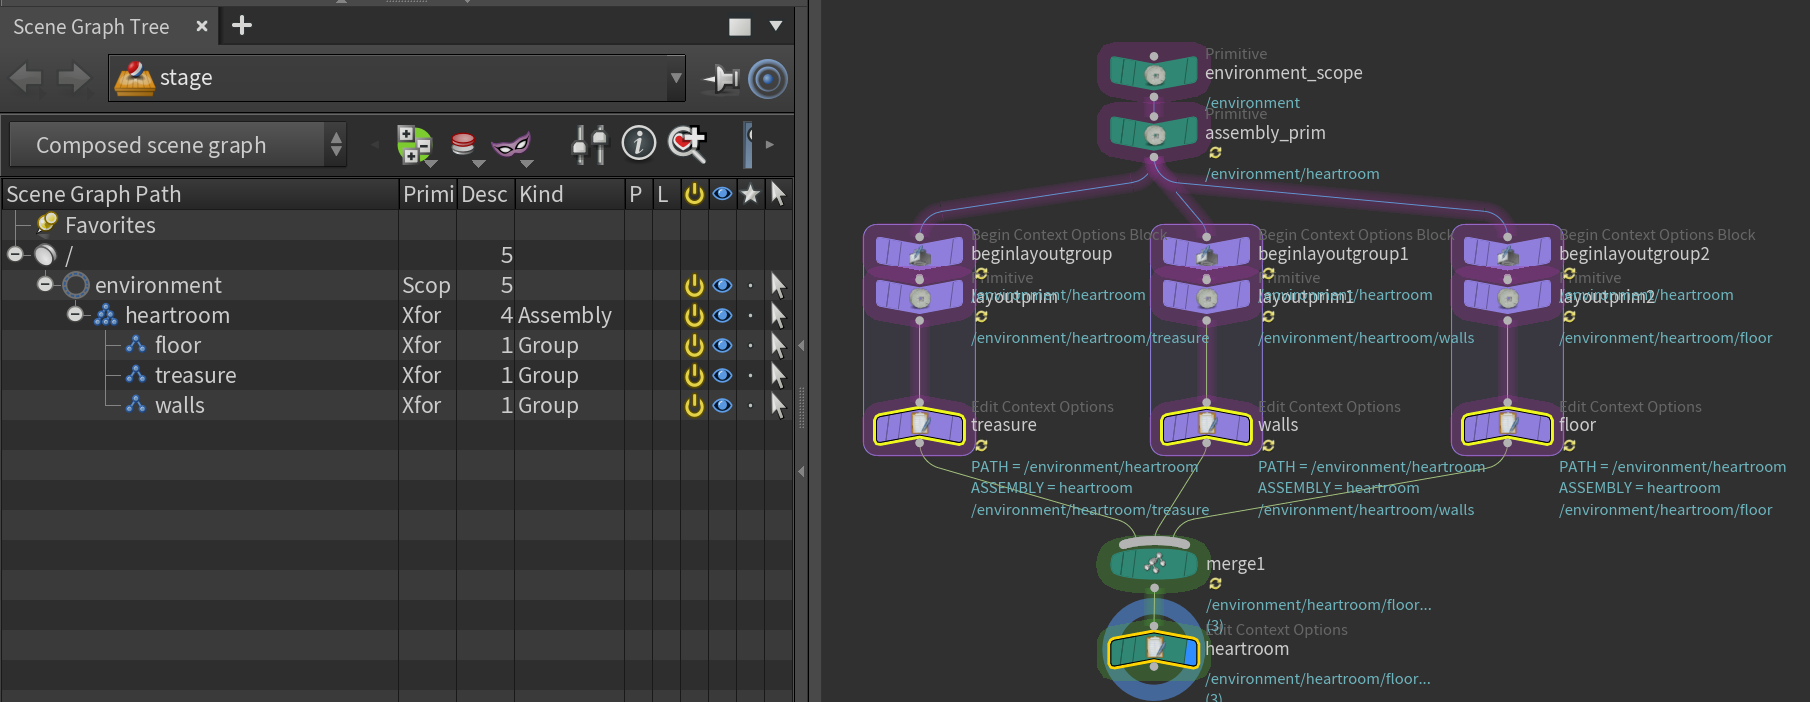 Scene Graph Tree
stage
Composed scene graph
Scene Graph Path Primi Desc Kind P L
Favorites
/ 5
environment Scop 5
heartroom Xfor 4 Assembly
floor Xfor 1 Group
treasure Xfor 1 Group
walls Xfor 1 Group
Primitive
environment_scope
/environment
Primitive
assembly_prim
/environment/heartroom
Begin Context Options Block
beginlayoutgroup
/environment/heartroom
Primitive
layoutprim
/environment/heartroom/treasure
Edit Context Options
treasure
PATH = /environment/heartroom
ASSEMBLY = heartroom
/environment/heartroom/treasure
Begin Context Options Block
beginlayoutgroup1
/environment/heartroom
Primitive
layoutprim1
/environment/heartroom/walls
Edit Context Options
walls
PATH = /environment/heartroom
ASSEMBLY = heartroom
/environment/heartroom/walls
Begin Context Options Block
beginlayoutgroup2
/environment/heartroom
Primitive
layoutprim2
/environment/heartroom/floor
Edit Context Options
floor
PATH = /environment/heartroom
ASSEMBLY = heartroom
/environment/heartroom/floor
merge1
/environment/heartroom/floor...
(3)
Edit Context Options
heartroom
/environment/heartroom/floor...
(3)